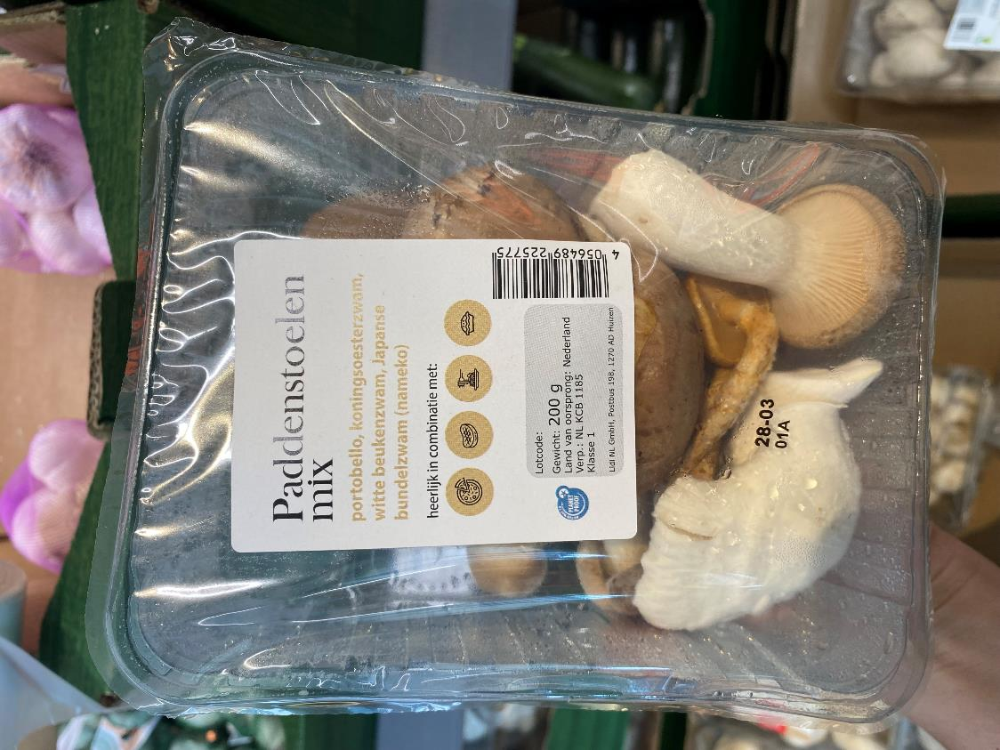 Paddenstoelen
mix
portobello, koningsoesterzwam,
witte beukenzwam, Japanse
bundelzwam (nameko)
heerlijk in combinatie met:
4 056489 225775
Lotcode:
Gewicht: 200 g
Land van oorsprong: Nederland
Verp.: NL KCB 1185
Klasse 1
Lidl NL GmbH, Postbus 198, 1270 AD Huizen
PLANET
PROOF
28-03
01A